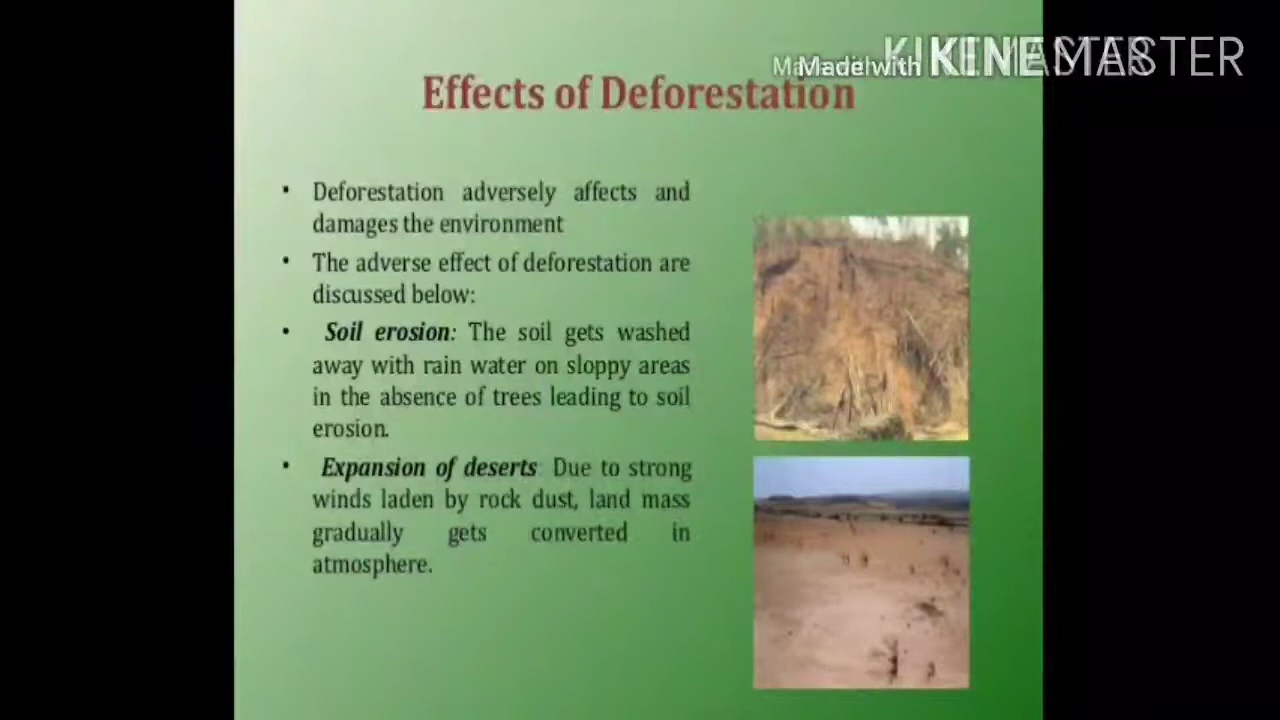 Made with KINEMASTER
Effects of Deforestation
• Deforestation adversely affects and
damages the environment
• The adverse effect of deforestation are
discussed below:
• Soil erosion: The soil gets washed
away with rain water on sloppy areas
in the absence of trees leading to soil
erosion.
• Expansion of deserts: Due to strong
winds laden by rock dust, land mass
gradually gets converted in
atmosphere.